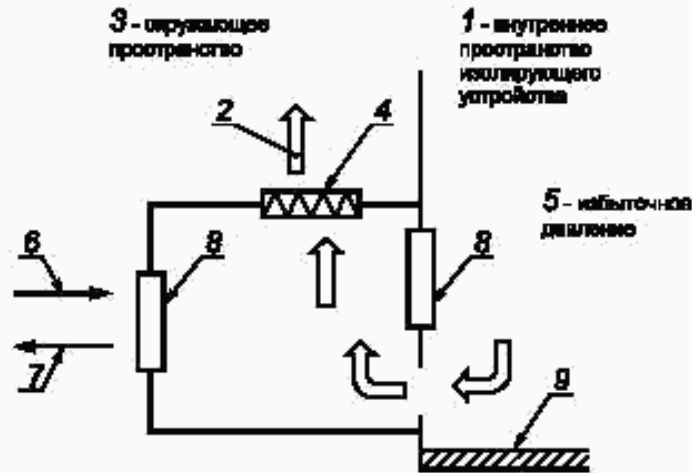 3 - окружающее
пространство
1 - внутреннее
пространство
изолирующего
устройства
2
4
5 - избыточное
давление
6
8
8
7
9